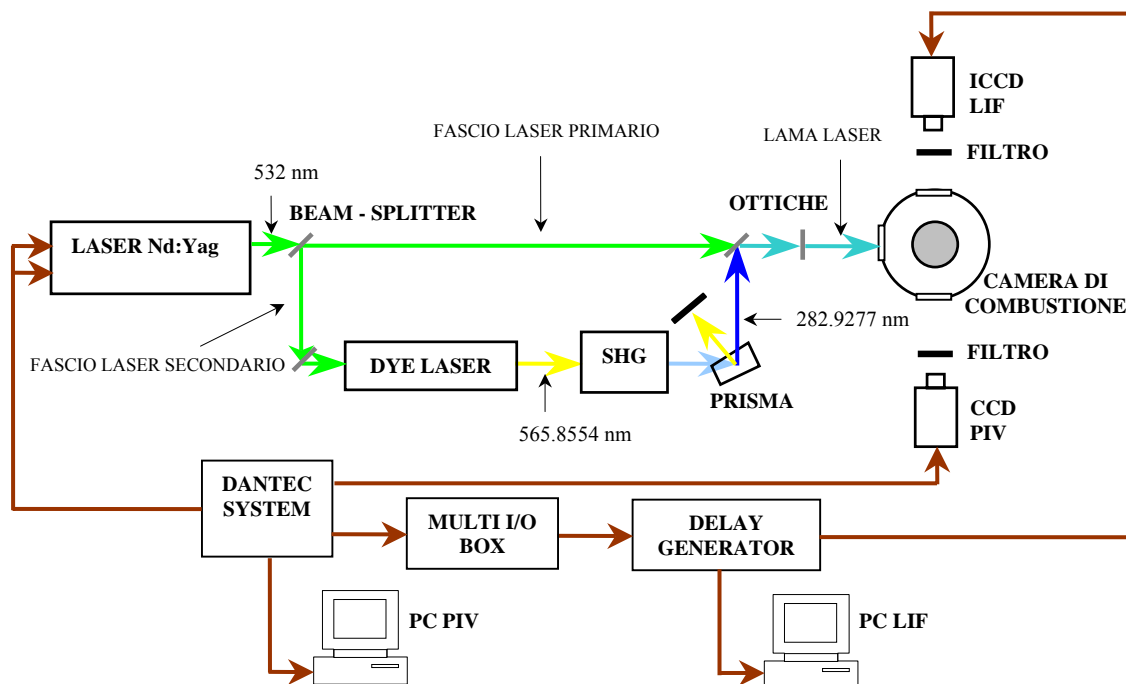 ICCD
LIF
FASCIO LASER PRIMARIO
LAMA LASER
FILTRO
532 nm
BEAM - SPLITTER
OTTICHE
LASER Nd:Yag
CAMERA DI
COMBUSTIONE
282.9277 nm
FASCIO LASER SECONDARIO
DYE LASER
SHG
FILTRO
PRISMA
565.8554 nm
CCD
PIV
DANTEC
SYSTEM
MULTI I/O
BOX
DELAY
GENERATOR
PC PIV
PC LIF